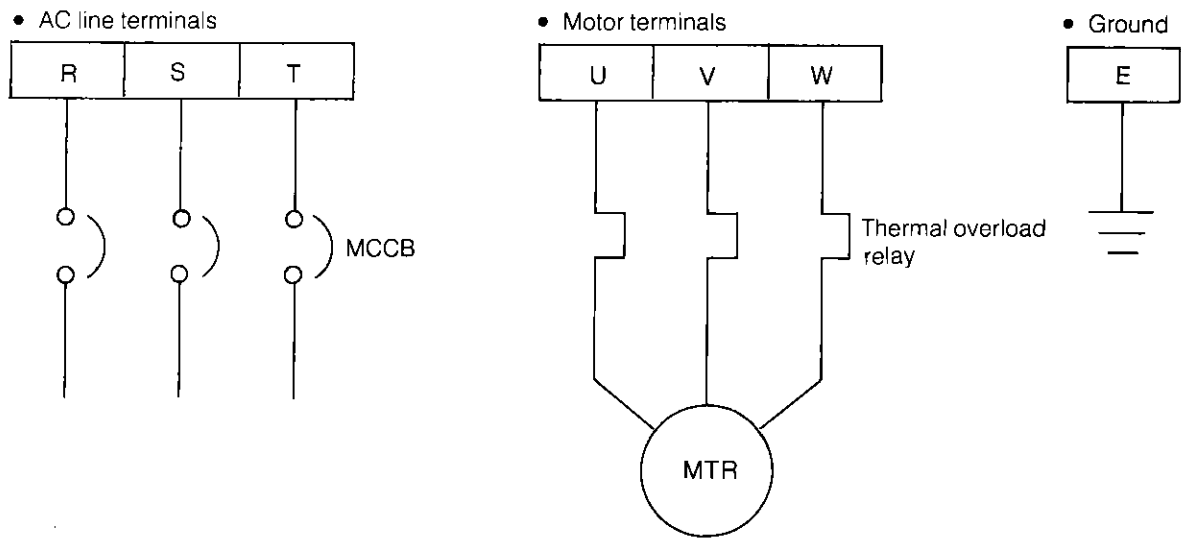 • AC line terminals
R S T
MCCB
• Motor terminals
U V W
Thermal overload
relay
MTR
• Ground
E